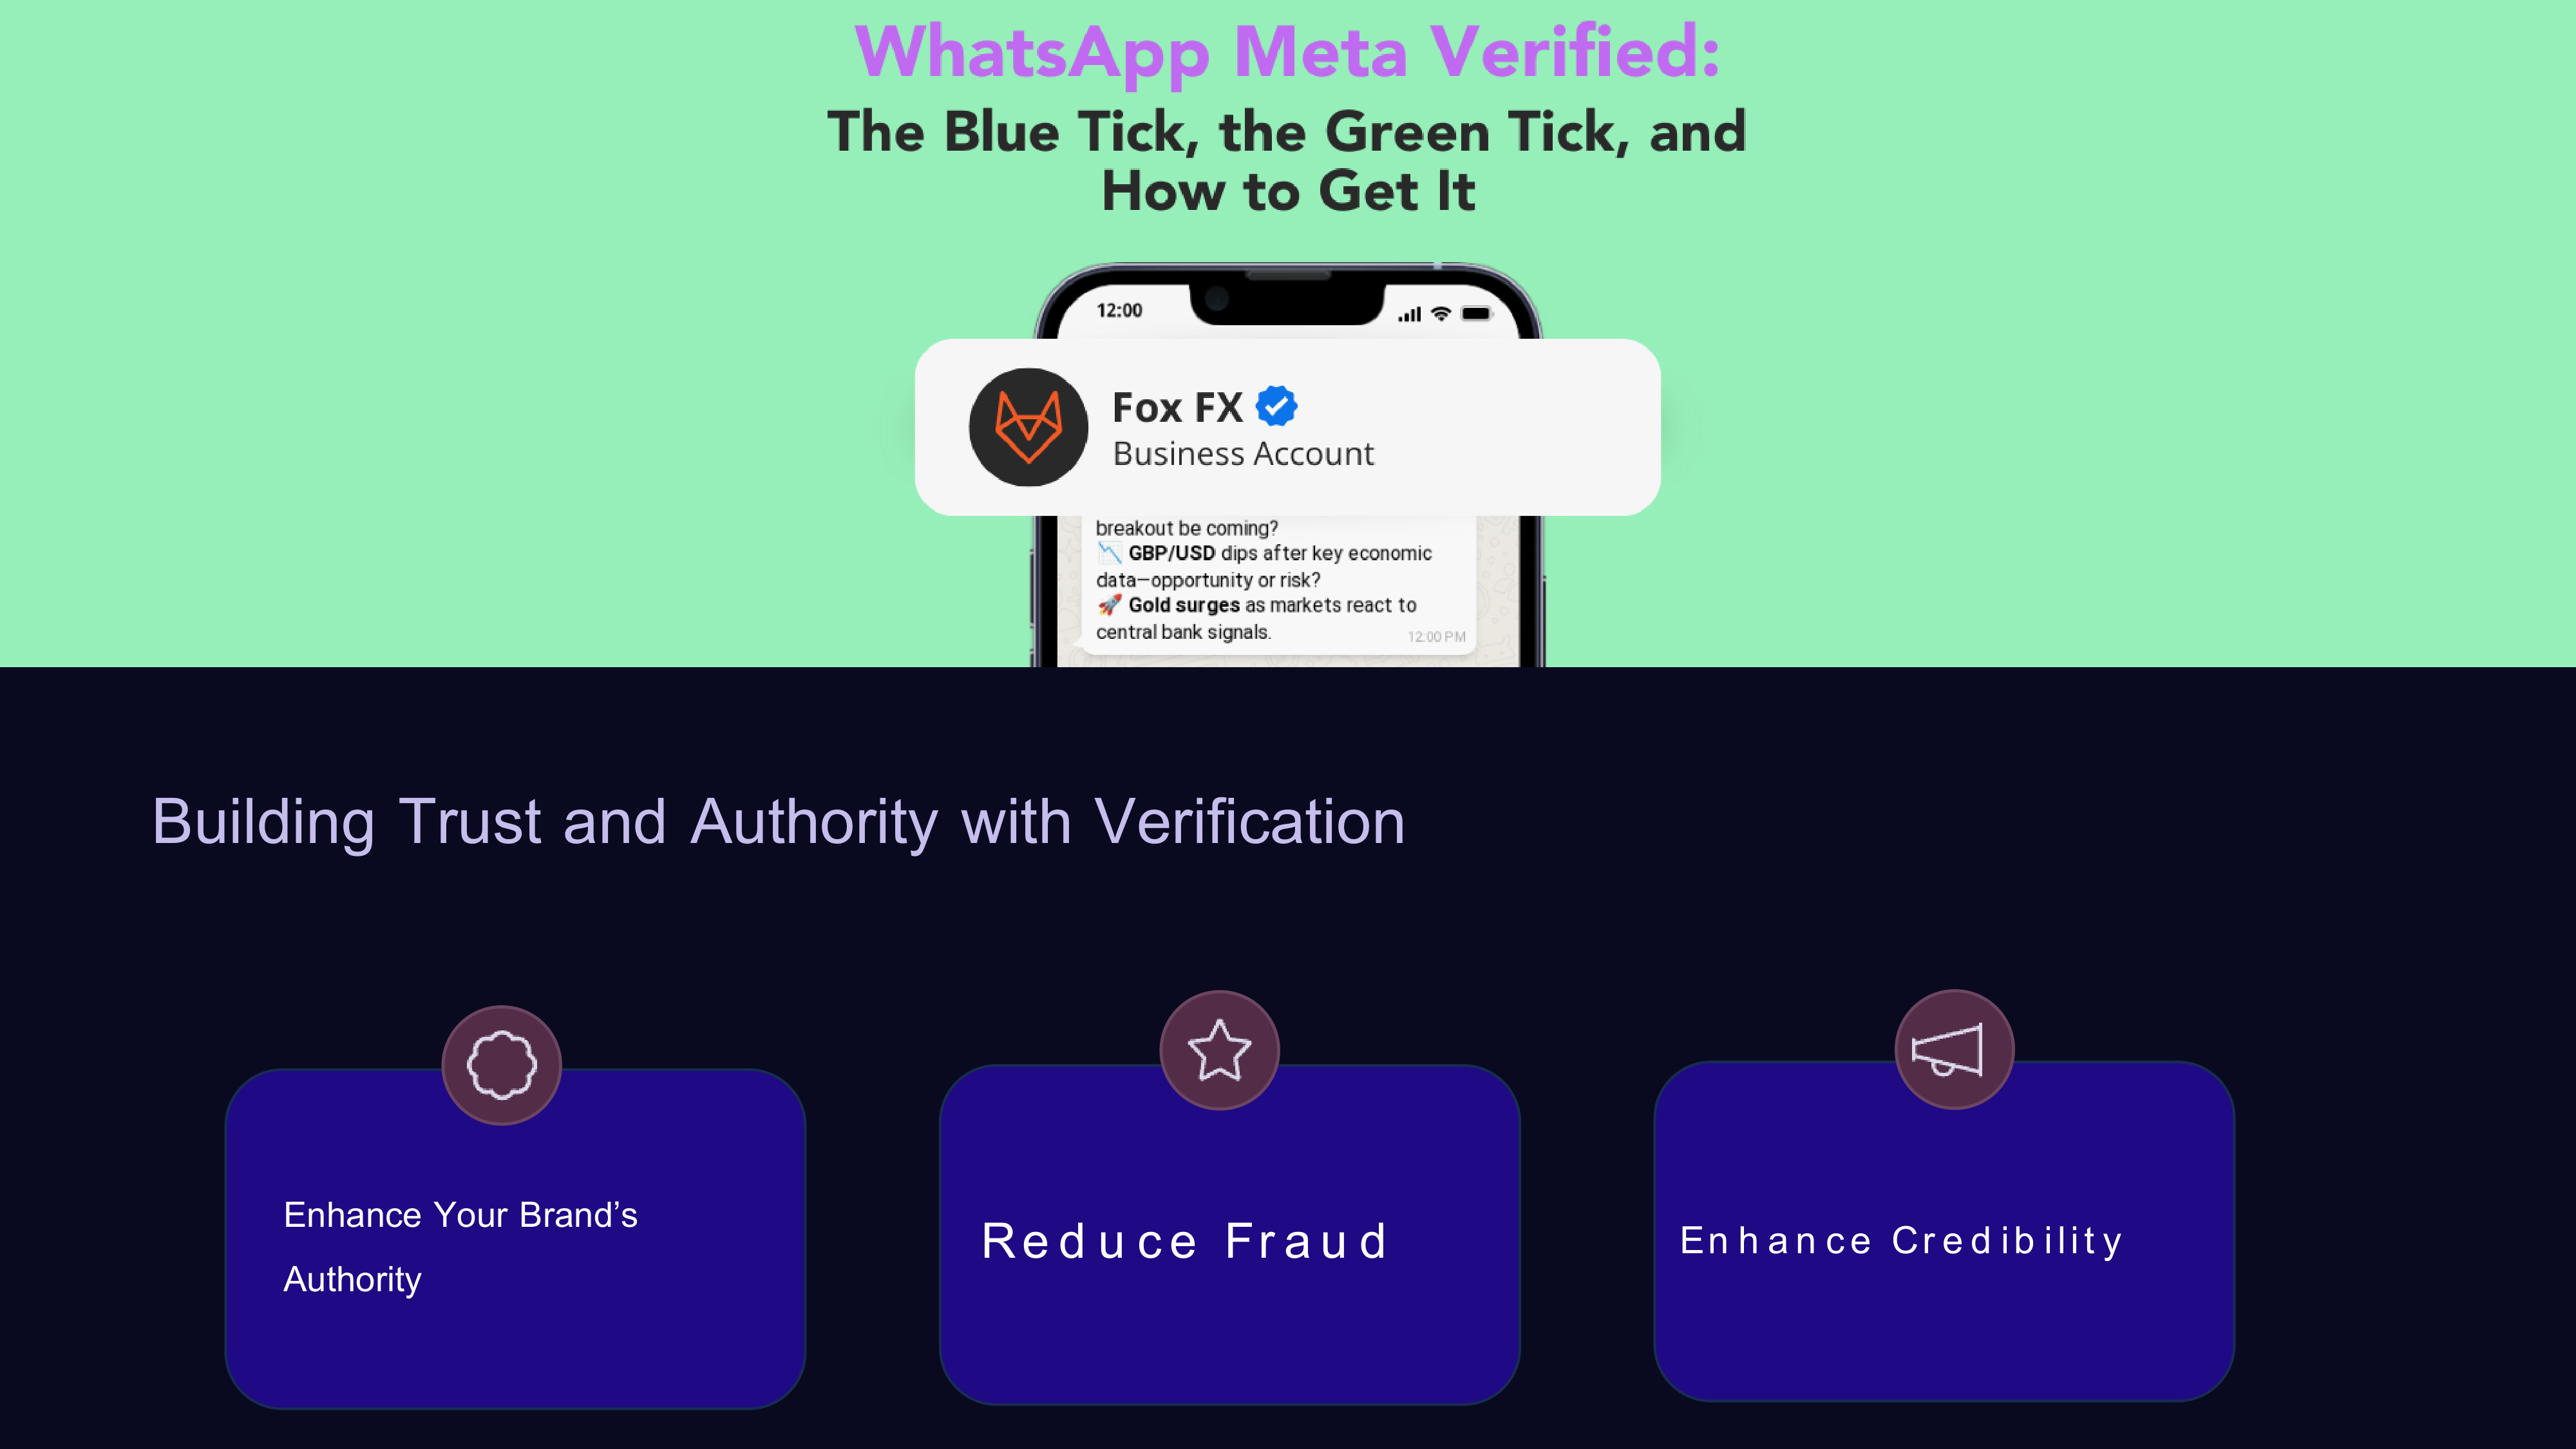 WhatsApp Meta Verified:
The Blue Tick, the Green Tick, and
How to Get It
12:00
Fox FX
Business Account
breakout be coming?
📉 GBP/USD dips after key economic
data—opportunity or risk?
🚀 Gold surges as markets react to
central bank signals.
12:00 PM
Building Trust and Authority with Verification
Enhance Your Brand’s
Authority
Reduce Fraud
Enhance Credibility